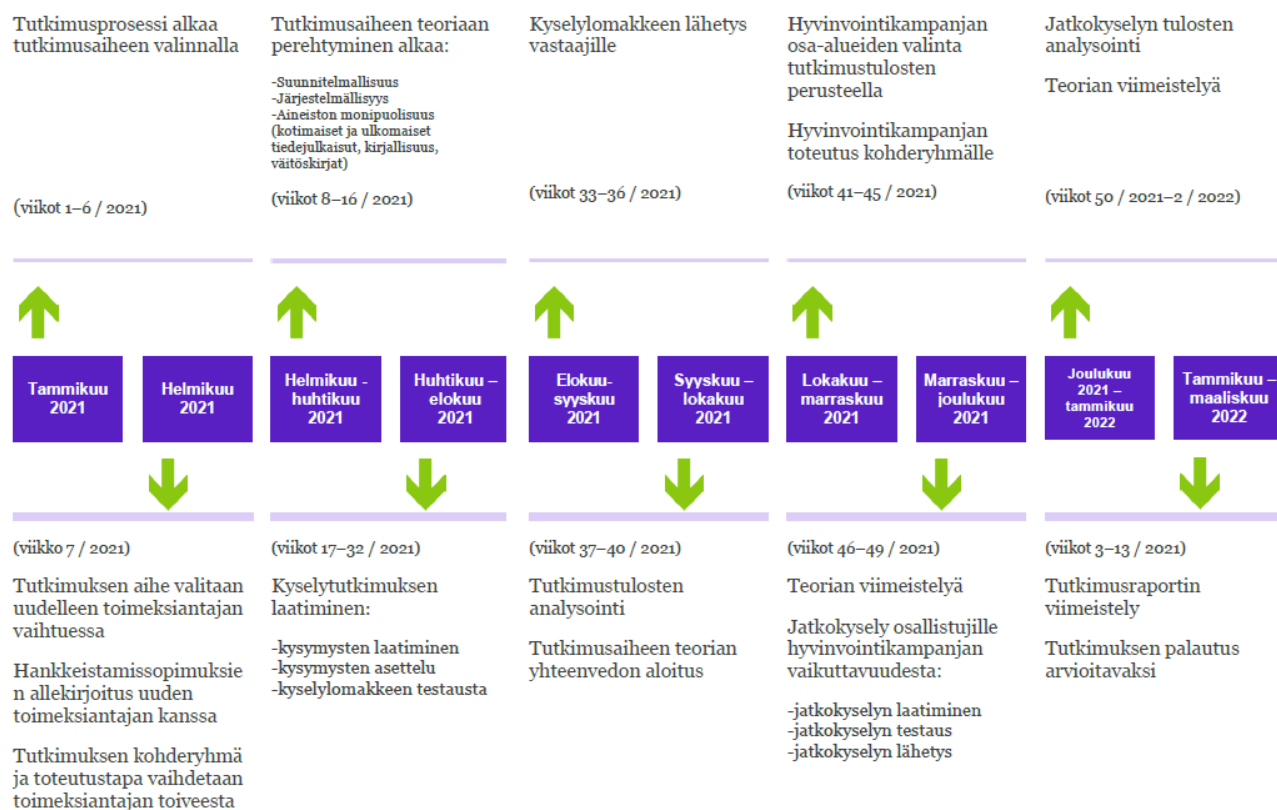 Tutkimusprosessi alkaa
tutkimusaiheen valinnalla
(viikot 1–6 / 2021)
Tutkimusaiheen teoriaan
perehtyminen alkaa:
-Suunnitelmallisuus
-Järjestelmällisyys
-Aineiston monipuolisuus
(kotimaiset ja ulkomaiset
tiedejulkaisut, kirjallisuus,
väitöskirjat)
(viikot 8–16 / 2021)
Kyselylomakkeen lähetys
vastaajille
(viikot 33–36 / 2021)
Hyvinvointikampanjan
osa-alueiden valinta
tutkimustulosten
perusteella
Hyvinvointikampanjan
toteutus kohderyhmälle
(viikot 41–45 / 2021)
Jatkokyselyn tulosten
analysointi
Teorian viimeistelyä
(viikot 50 / 2021–2 / 2022)
Tammikuu
2021
Helmikuu
2021
Helmikuu -
huhtikuu
2021
Huhtikuu –
elokuu
2021
Elokuu-
syyskuu
2021
Syyskuu –
lokakuu
2021
Lokakuu –
marraskuu
2021
Marraskuu –
joulukuu
2021
Joulukuu
2021 –
tammikuu
2022
Tammikuu –
maaliskuu
2022
(viikko 7 / 2021)
Tutkimuksen aihe valitaan
uudelleen toimeksiantajan
vaihtuessa
Hankkeistamissopimuksie
n allekirjoitus uuden
toimeksiantajan kanssa
Tutkimuksen kohderyhmä
ja toteutustapa vaihdetaan
toimeksiantajan toiveesta
(viikot 17–32 / 2021)
Kyselytutkimuksen
laatiminen:
-kysymysten laatiminen
-kysymysten asettelu
-kyselylomakkeen testausta
(viikot 37–40 / 2021)
Tutkimustulosten
analysointi
Tutkimusaiheen teorian
yhteenvedon aloitus
(viikot 46–49 / 2021)
Teorian viimeistelyä
Jatkokysely osallistujille
hyvinvointikampanjan
vaikuttavuudesta:
-jatkokyselyn laatiminen
-jatkokyselyn testaus
-jatkokyselyn lähetys
(viikot 3–13 / 2021)
Tutkimusraportin
viimeistely
Tutkimuksen palautus
arvioitavaksi